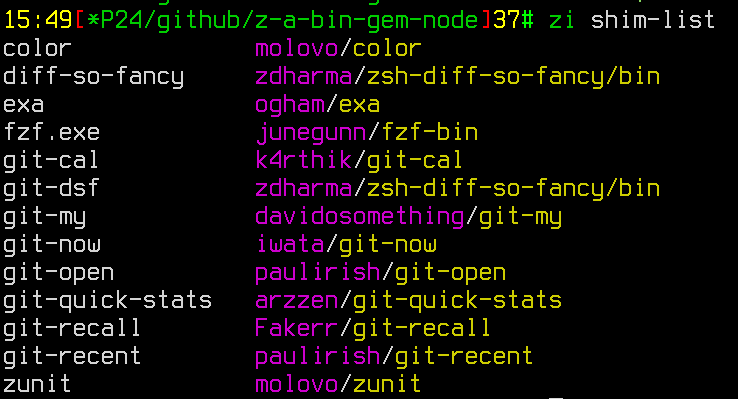 15:49[*P24/github/z-a-bin-gem-node]37# zi shim-list
color molovo/color
diff-so-fancy zdharma/zsh-diff-so-fancy/bin
exa ogham/exa
fzf.exe junegunn/fzf-bin
git-cal k4rthik/git-cal
git-dsf zdharma/zsh-diff-so-fancy/bin
git-my davidosomething/git-my
git-now iwata/git-now
git-open paulirish/git-open
git-quick-stats arzzen/git-quick-stats
git-recall Fakerr/git-recall
git-recent paulirish/git-recent
zunit molovo/zunit